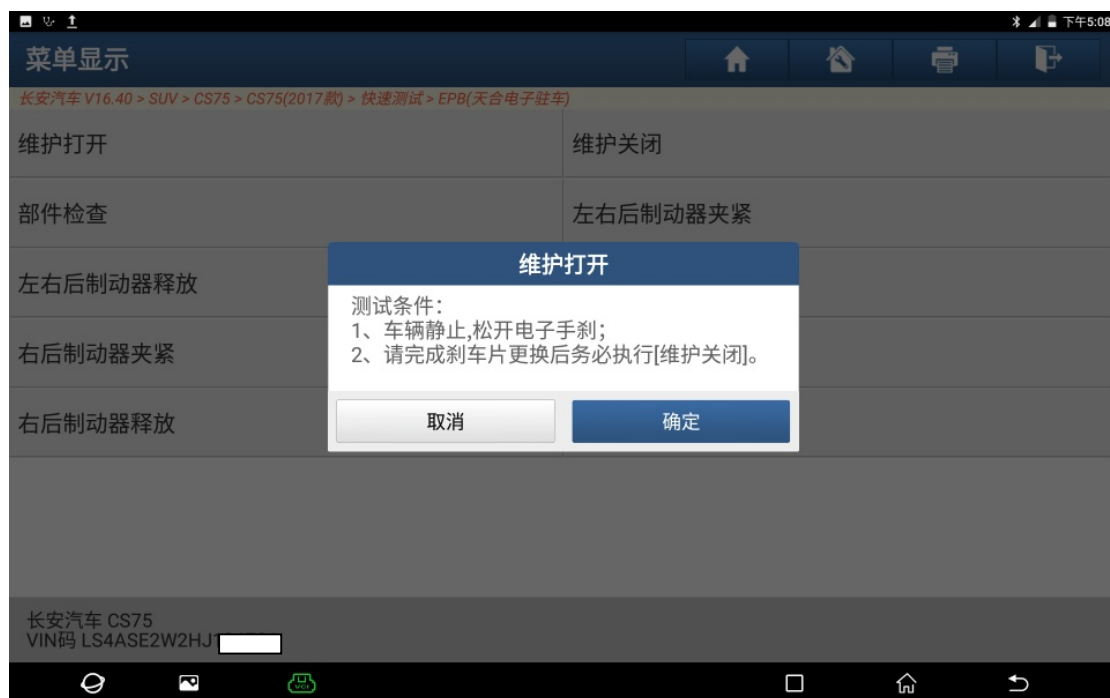 下午5:08
菜单显示
长安汽车 V16.40 > SUV > CS75 > CS75(2017款) > 快速测试 > EPB(天合电子驻车)
维护打开
维护关闭
部件检查
左右后制动器夹紧
左右后制动器释放
右后制动器夹紧
右后制动器释放
维护打开
测试条件：
1、车辆静止,松开电子手刹；
2、请完成刹车片更换后务必执行[维护关闭]。
取消
确定
长安汽车 CS75
VIN码 LS4ASE2W2HJ